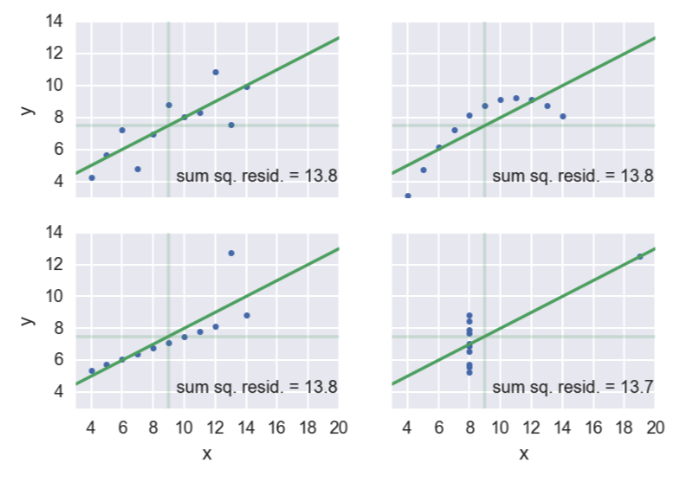 14
12
10
8
6
4
y
sum sq. resid. = 13.8
sum sq. resid. = 13.8
14
12
10
8
6
4
y
sum sq. resid. = 13.8
sum sq. resid. = 13.7
4 6 8 10 12 14 16 18 20
4 6 8 10 12 14 16 18 20
x
x